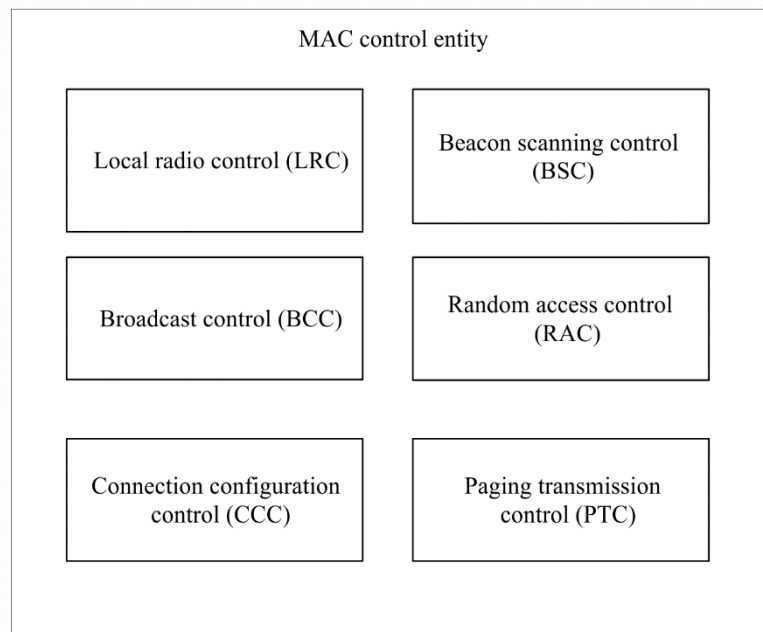 MAC control entity
Local radio control (LRC)
Beacon scanning control
(BSC)
Broadcast control (BCC)
Random access control
(RAC)
Connection configuration
control (CCC)
Paging transmission
control (PTC)